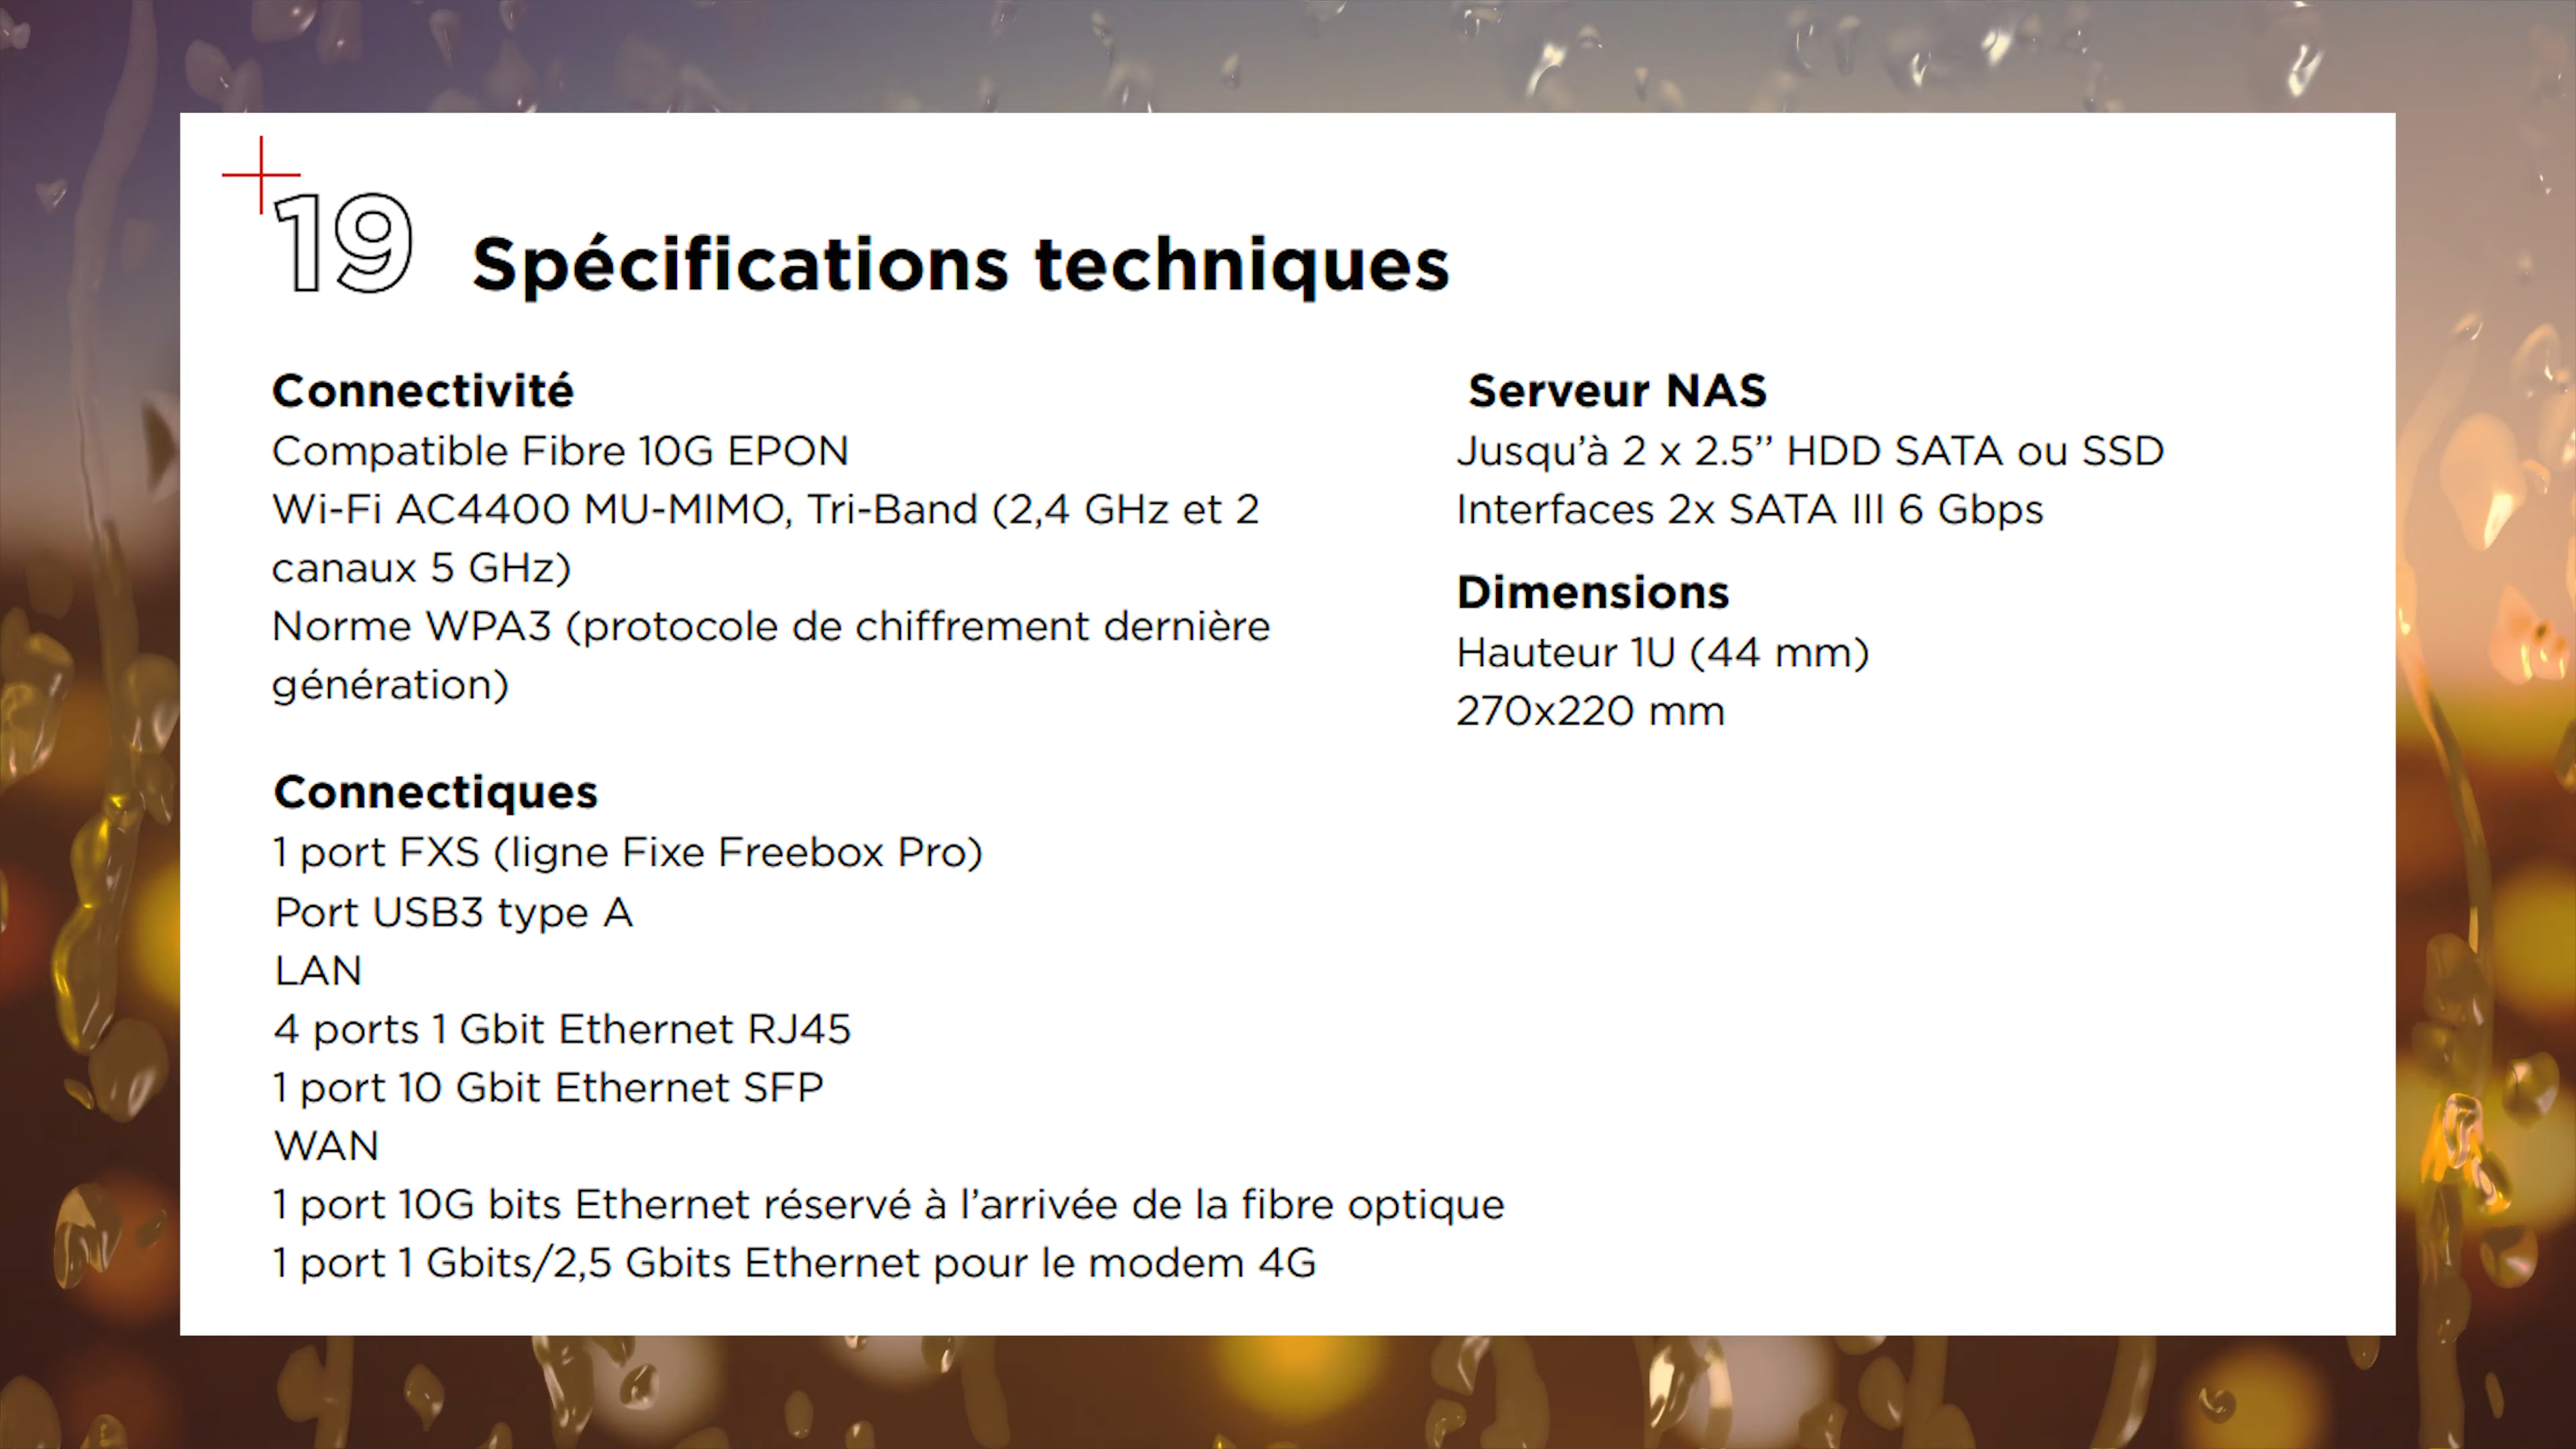 19 Spécifications techniques
Connectivité
Compatible Fibre 10G EPON
Wi-Fi AC4400 MU-MIMO, Tri-Band (2,4 GHz et 2
canaux 5 GHz)
Norme WPA3 (protocole de chiffrement dernière
génération)
Connectiques
1 port FXS (ligne Fixe Freebox Pro)
Port USB3 type A
LAN
4 ports 1 Gbit Ethernet RJ45
1 port 10 Gbit Ethernet SFP
WAN
1 port 10G bits Ethernet réservé à l’arrivée de la fibre optique
1 port 1 Gbits/2,5 Gbits Ethernet pour le modem 4G
Serveur NAS
Jusqu’à 2 x 2.5’’ HDD SATA ou SSD
Interfaces 2x SATA III 6 Gbps
Dimensions
Hauteur 1U (44 mm)
270x220 mm